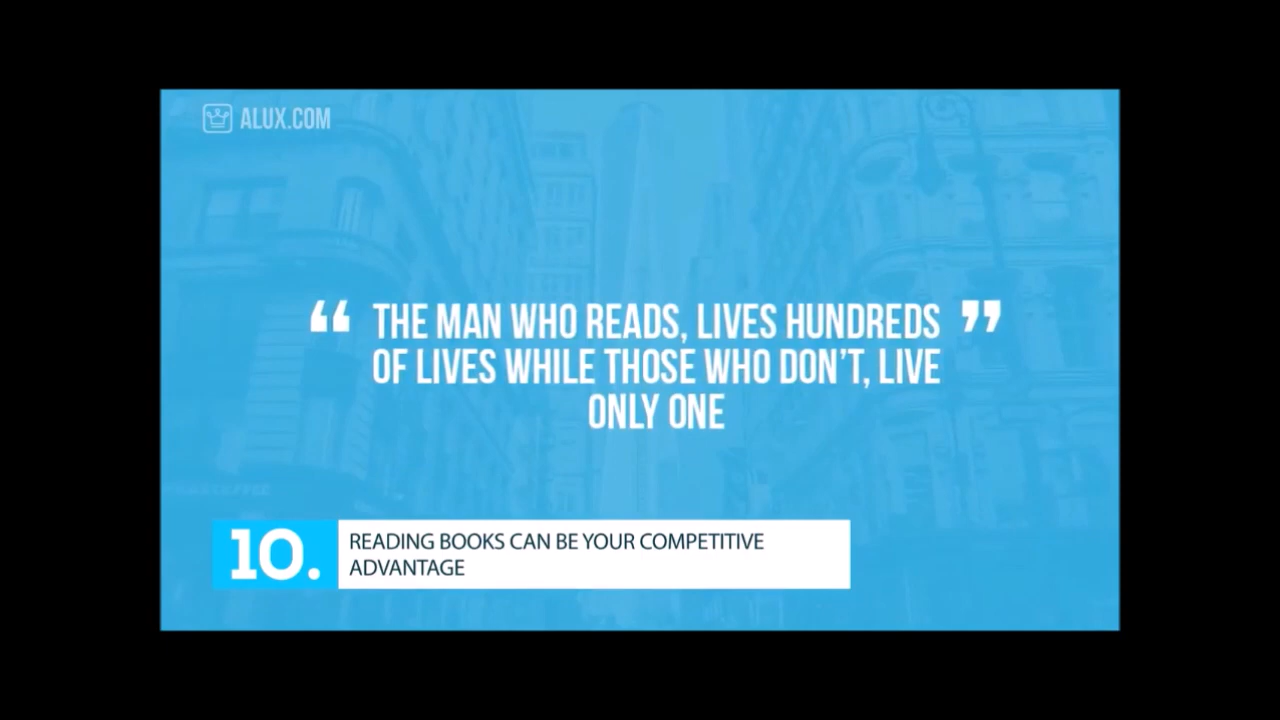 ALUX.COM
“ THE MAN WHO READS, LIVES HUNDREDS ”
OF LIVES WHILE THOSE WHO DON’T, LIVE
ONLY ONE
10. READING BOOKS CAN BE YOUR COMPETITIVE
ADVANTAGE